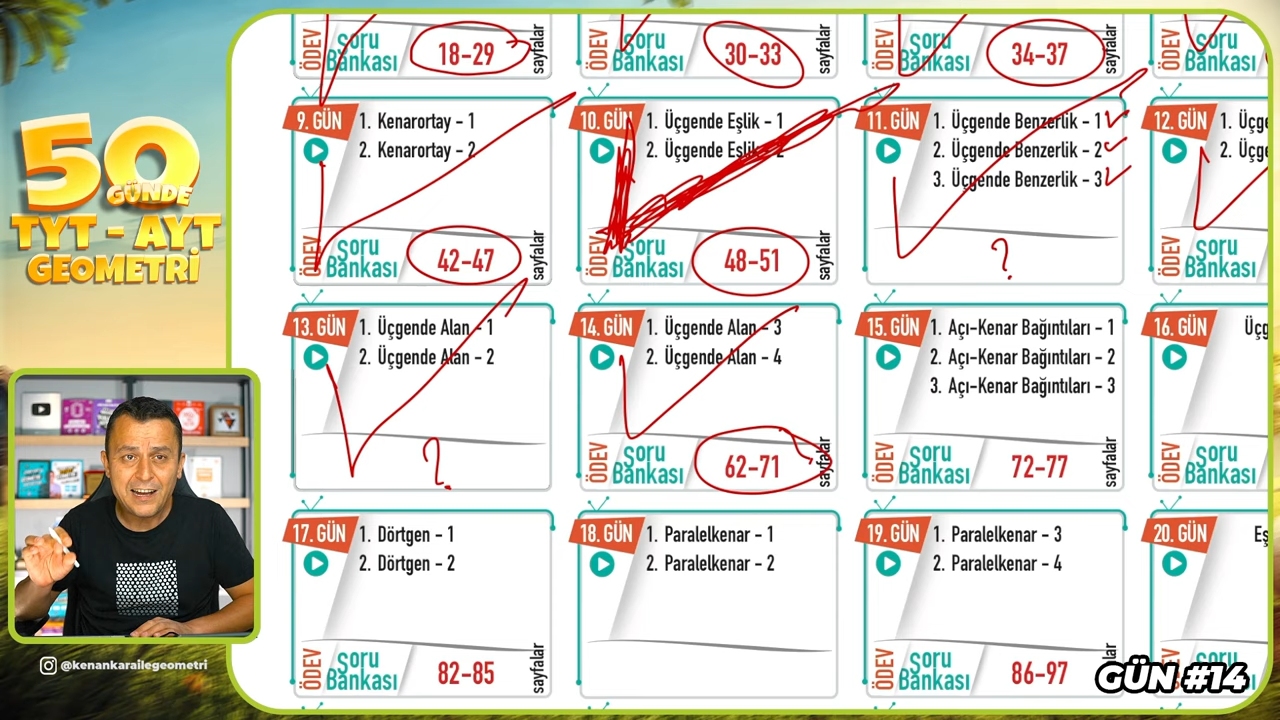 50
GÜNDE
TYT - AYT
GEOMETRİ
@kenankarailegeometri
ÖDEV Soru Bankası 18-29 sayfalar
ÖDEV Soru Bankası 30-33 sayfalar
ÖDEV Soru Bankası 34-37 sayfalar
ÖDEV Soru
9. GÜN
1. Kenarortay - 1
2. Kenarortay - 2
ÖDEV Soru Bankası 42-47 sayfalar
10. GÜN
1. Üçgende Eşlik - 1
2. Üçgende Eşlik - 2
ÖDEV Soru Bankası 48-51 sayfalar
11. GÜN
1. Üçgende Benzerlik - 1
2. Üçgende Benzerlik - 2
3. Üçgende Benzerlik - 3
?
12. GÜN
1. Üçge
2. Üçge
ÖDEV Soru Bankası
13. GÜN
1. Üçgende Alan - 1
2. Üçgende Alan - 2
?
14. GÜN
1. Üçgende Alan - 3
2. Üçgende Alan - 4
ÖDEV Soru Bankası 62-71 sayfalar
15. GÜN
1. Açı-Kenar Bağıntıları - 1
2. Açı-Kenar Bağıntıları - 2
3. Açı-Kenar Bağıntıları - 3
ÖDEV Soru Bankası 72-77 sayfalar
16. GÜN
Üçg
ÖDEV Soru Bankası
17. GÜN
1. Dörtgen - 1
2. Dörtgen - 2
ÖDEV Soru Bankası 82-85 sayfalar
18. GÜN
1. Paralelkenar - 1
2. Paralelkenar - 2
19. GÜN
1. Paralelkenar - 3
2. Paralelkenar - 4
ÖDEV Soru Bankası 86-97 sayfalar
20. GÜN
Eş
GÜN #14